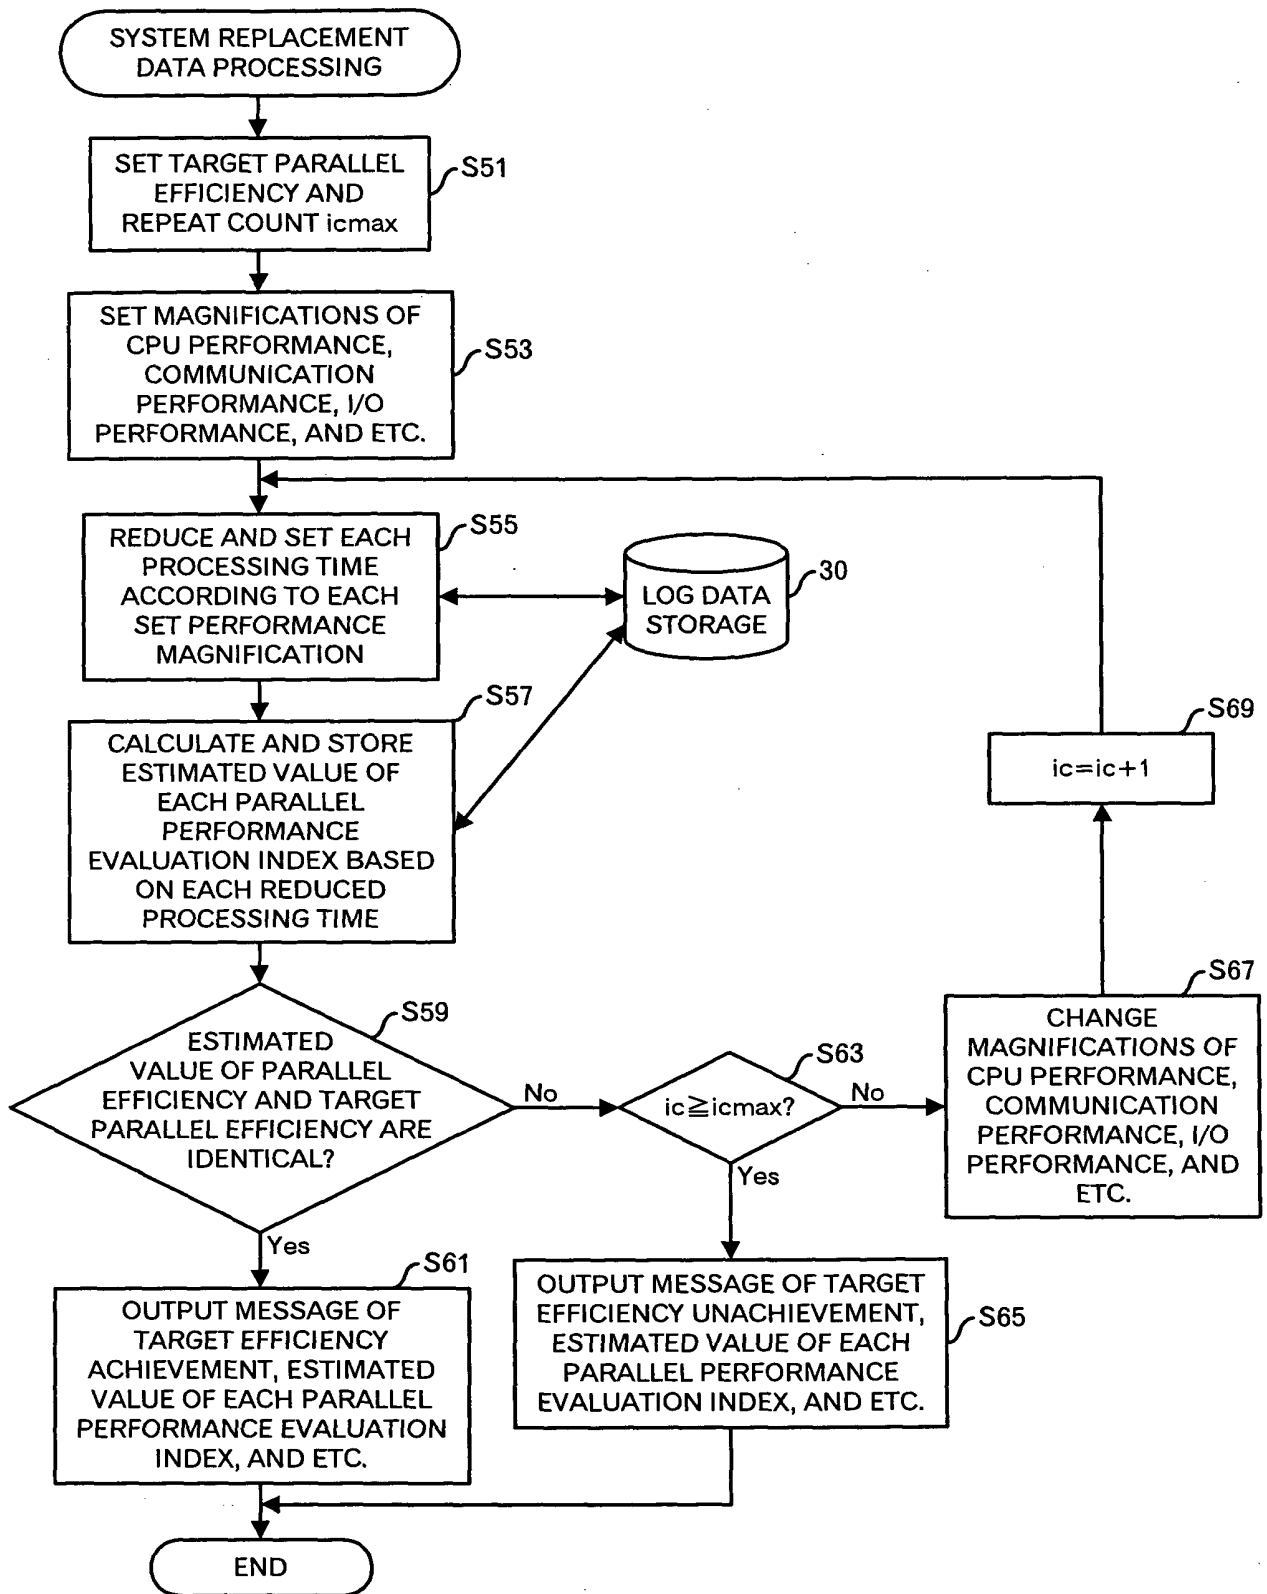 SYSTEM REPLACEMENT
DATA PROCESSING
SET TARGET PARALLEL
EFFICIENCY AND
REPEAT COUNT icmax
S51
SET MAGNIFICATIONS OF
CPU PERFORMANCE,
COMMUNICATION
PERFORMANCE, I/O
PERFORMANCE, AND ETC.
S53
REDUCE AND SET EACH
PROCESSING TIME
ACCORDING TO EACH
SET PERFORMANCE
MAGNIFICATION
S55
LOG DATA
STORAGE
30
CALCULATE AND STORE
ESTIMATED VALUE OF
EACH PARALLEL
PERFORMANCE
EVALUATION INDEX BASED
ON EACH REDUCED
PROCESSING TIME
S57
S69
ic=ic+1
ESTIMATED
VALUE OF PARALLEL
EFFICIENCY AND TARGET
PARALLEL EFFICIENCY ARE
IDENTICAL?
S59
No
Yes
ic≧icmax?
S63
No
Yes
S67
CHANGE
MAGNIFICATIONS OF
CPU PERFORMANCE,
COMMUNICATION
PERFORMANCE, I/O
PERFORMANCE, AND
ETC.
S61
OUTPUT MESSAGE OF
TARGET EFFICIENCY
ACHIEVEMENT, ESTIMATED
VALUE OF EACH PARALLEL
PERFORMANCE EVALUATION
INDEX, AND ETC.
OUTPUT MESSAGE OF TARGET
EFFICIENCY UNACHIEVEMENT,
ESTIMATED VALUE OF EACH
PARALLEL PERFORMANCE
EVALUATION INDEX, AND ETC.
S65
END